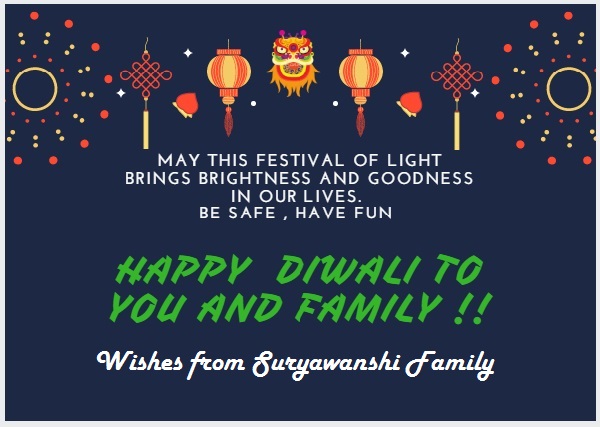 MAY THIS FESTIVAL OF LIGHT
BRINGS BRIGHTNESS AND GOODNESS
IN OUR LIVES.
BE SAFE , HAVE FUN
HAPPY DIWALI TO
YOU AND FAMILY !!
Wishes from Suryawanshi Family